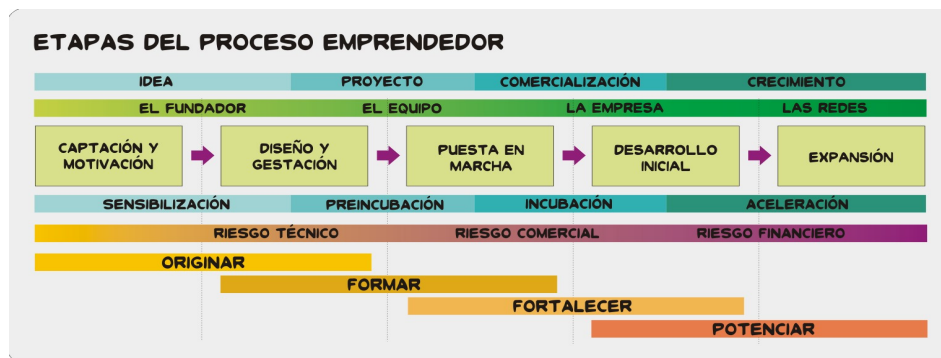 ETAPAS DEL PROCESO EMPRENDEDOR
IDEA
PROYECTO
COMERCIALIZACIÓN
CRECIMIENTO
EL FUNDADOR
EL EQUIPO
LA EMPRESA
LAS REDES
CAPTACIÓN Y
MOTIVACIÓN
DISEÑO Y
GESTACIÓN
PUESTA EN
MARCHA
DESARROLLO
INICIAL
EXPANSIÓN
SENSIBILIZACIÓN
PREINCUBACIÓN
INCUBACIÓN
ACELERACIÓN
RIESGO TÉCNICO
RIESGO COMERCIAL
RIESGO FINANCIERO
ORIGINAR
FORMAR
FORTALECER
POTENCIAR